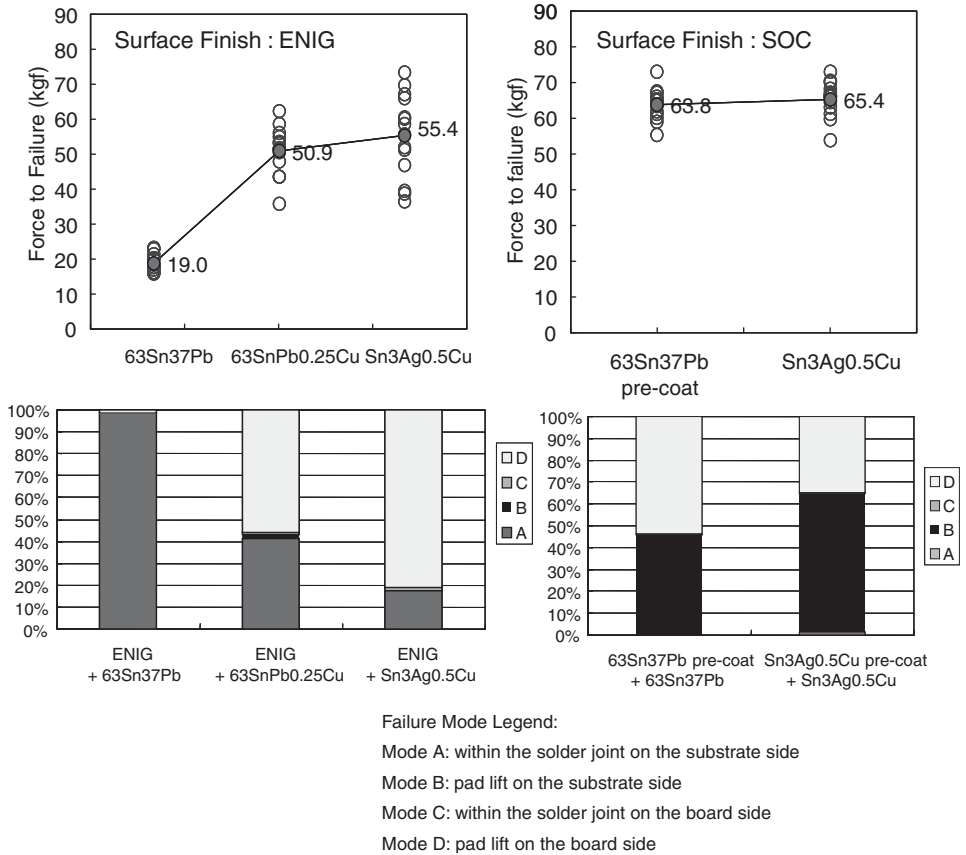 Surface Finish : ENIG
Force to Failure (kgf)
90
80
70
60
50
40
30
20
10
0
19.0
50.9
55.4
63Sn37Pb
63SnPb0.25Cu
Sn3Ag0.5Cu
Surface Finish : SOC
Force to failure (kgf)
90
80
70
60
50
40
30
20
10
0
63.8
65.4
63Sn37Pb
pre-coat
Sn3Ag0.5Cu
100%
90%
80%
70%
60%
50%
40%
30%
20%
10%
0%
ENIG
+ 63Sn37Pb
ENIG
+ 63SnPb0.25Cu
ENIG
+ Sn3Ag0.5Cu
D
C
B
A
100%
90%
80%
70%
60%
50%
40%
30%
20%
10%
0%
63Sn37Pb pre-coat
+ 63Sn37Pb
Sn3Ag0.5Cu pre-coat
+ Sn3Ag0.5Cu
D
C
B
A
Failure Mode Legend:
Mode A: within the solder joint on the substrate side
Mode B: pad lift on the substrate side
Mode C: within the solder joint on the board side
Mode D: pad lift on the board side